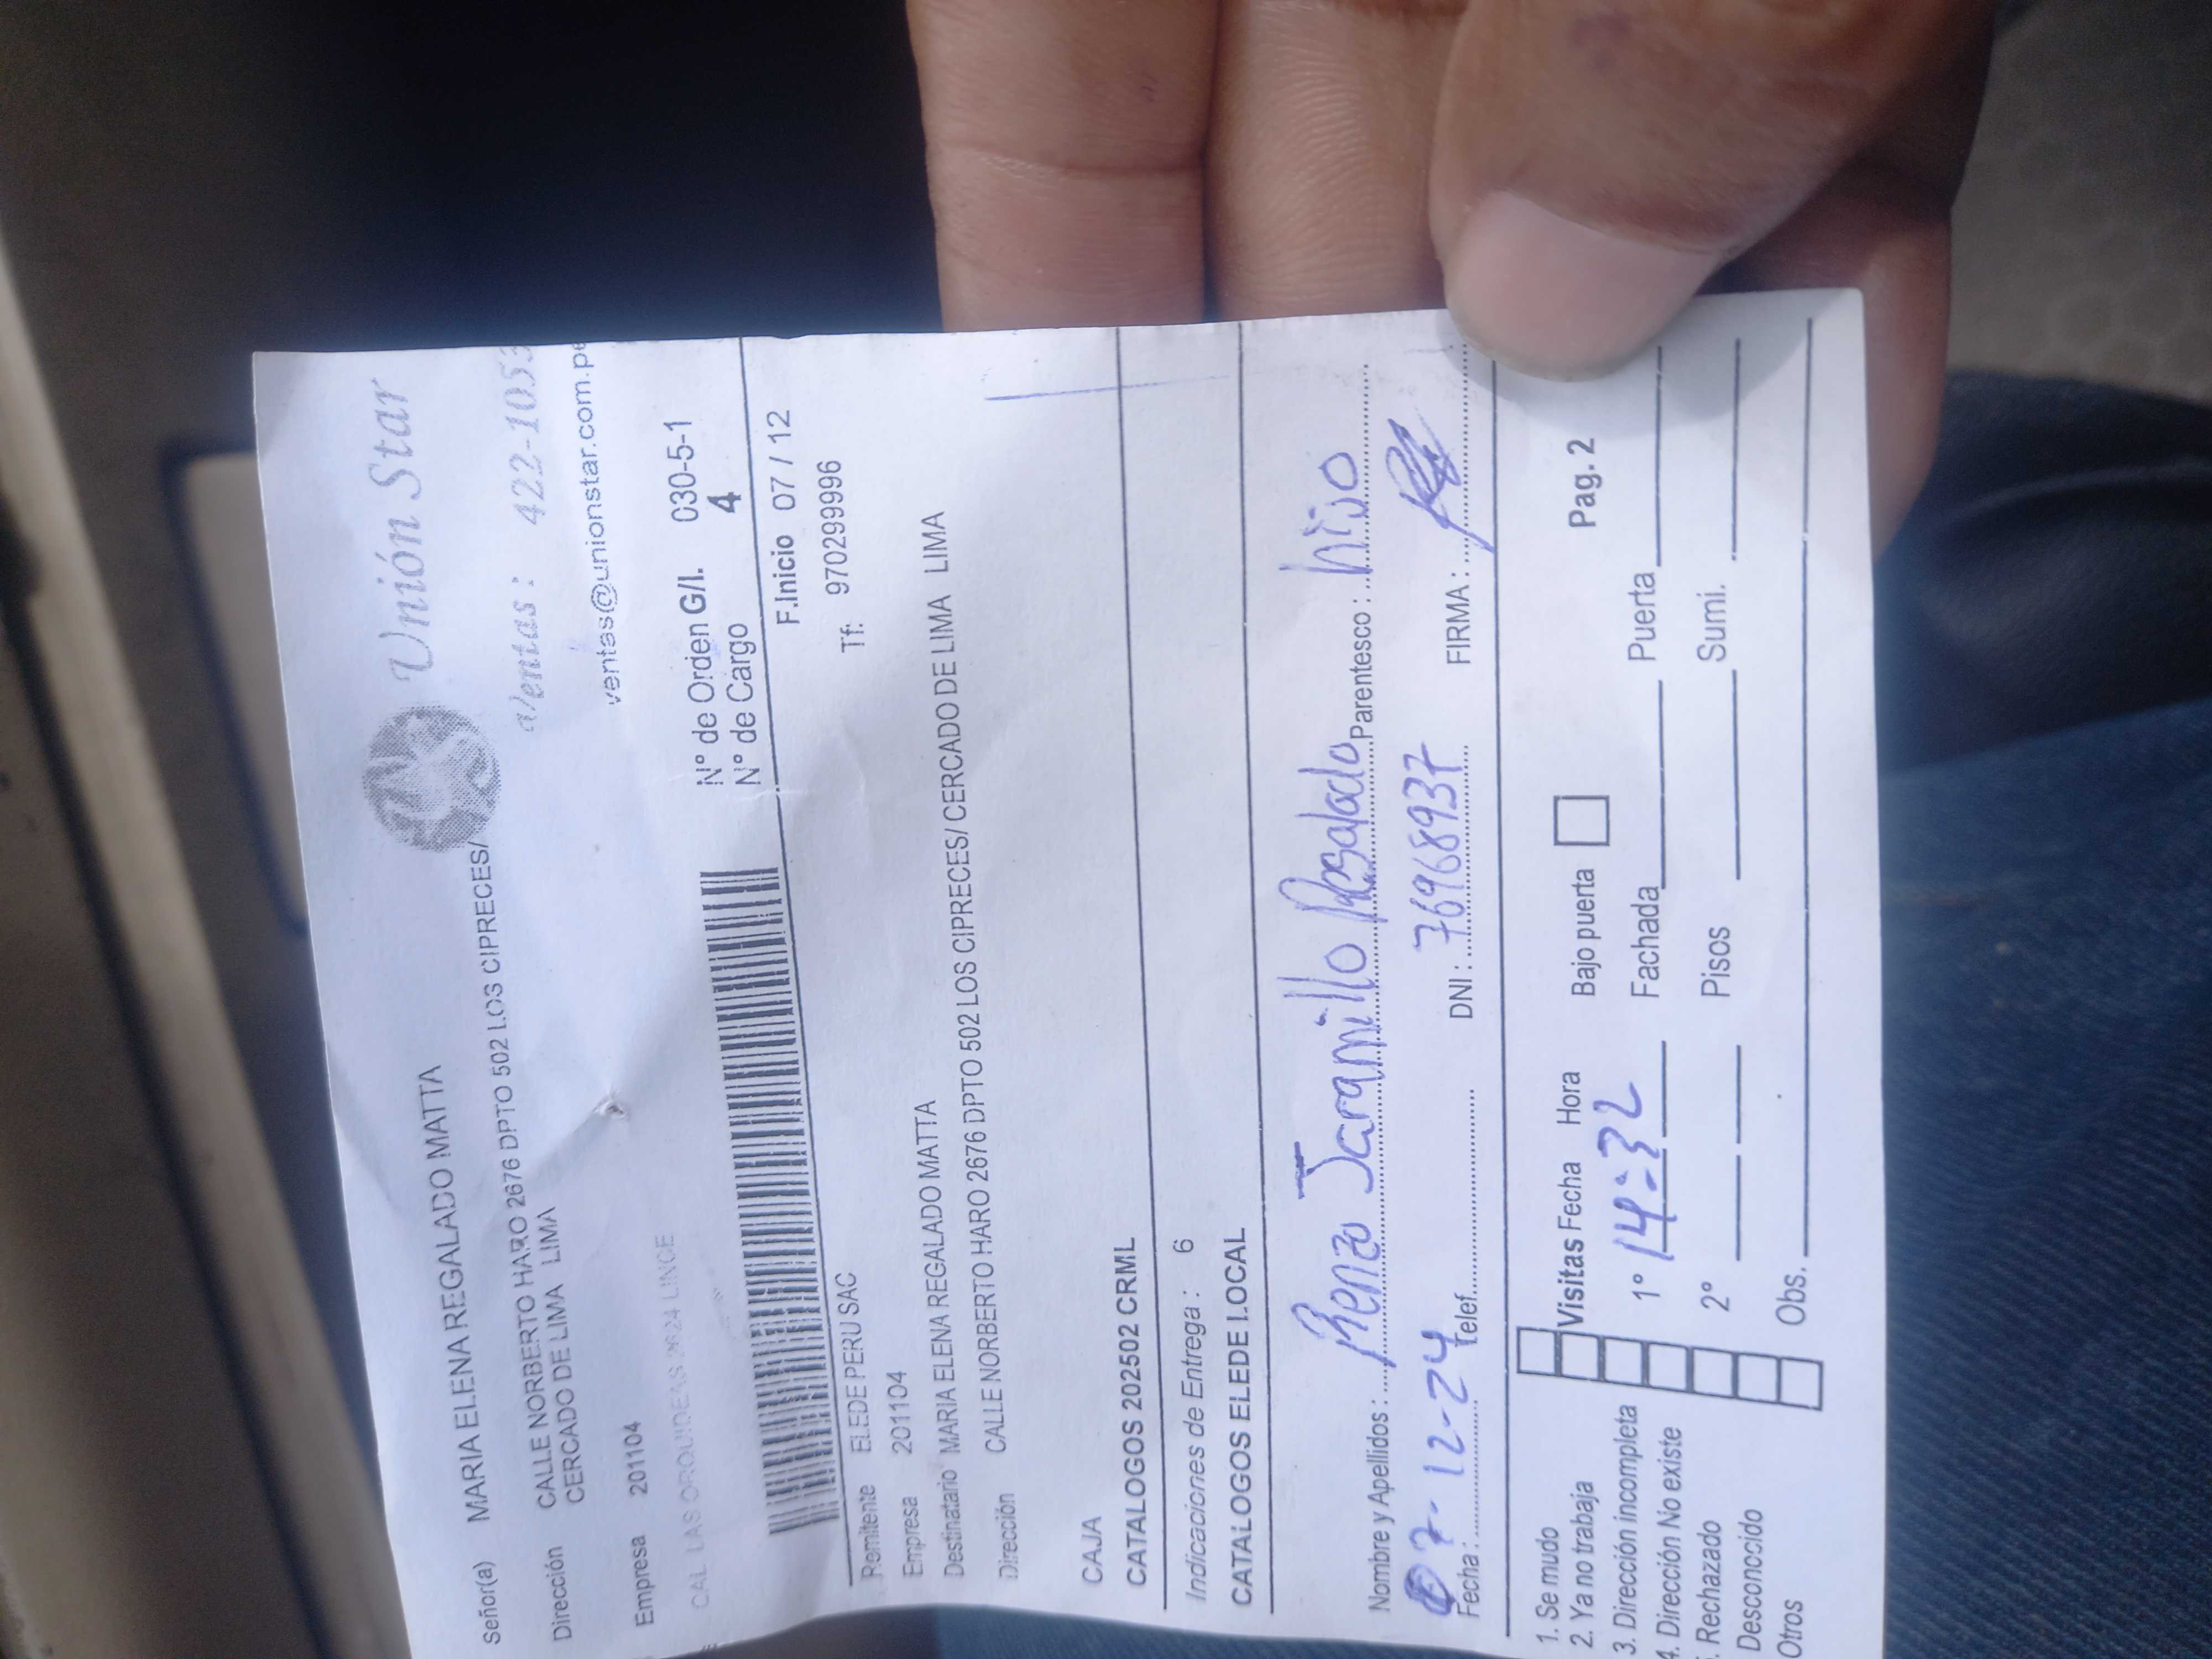 Señor(a) MARIA ELENA REGALADO MATTA
Unión Star
Dirección CALLE NORBERTO HARO 2676 DPTO 502 LOS CIPRECES/
CERCADO DE LIMA LIMA
422-1053
ventas@unionstar.com.pe
Empresa 201104
CAL LAS ORQUIDEAS 2624 LINCE
N° de Orden G/I. 030-5-1
N° de Cargo 4
F.Inicio 07 / 12
Remitente ELEDE PERU SAC
Tf: 970299996
Empresa 201104
Destinatario MARIA ELENA REGALADO MATTA
Dirección CALLE NORBERTO HARO 2676 DPTO 502 LOS CIPRECES/ CERCADO DE LIMA LIMA
CAJA
CATALOGOS 202502 CRML
Indicaciones de Entrega : 6
CATALOGOS ELEDE LOCAL
Nombre y Apellidos : Renzo Jaramillo Regalado Parentesco : hijo
Fecha : 07-12-24 Telef. DNI : 76968937 FIRMA :
1. Se mudo
2. Ya no trabaja
3. Dirección incompleta
4. Dirección No existe
. Rechazado
Desconocido
Otros
Visitas Fecha Hora Bajo puerta Pag. 2
1° 14:32 Fachada Puerta
2° Pisos Sumi.
Obs.